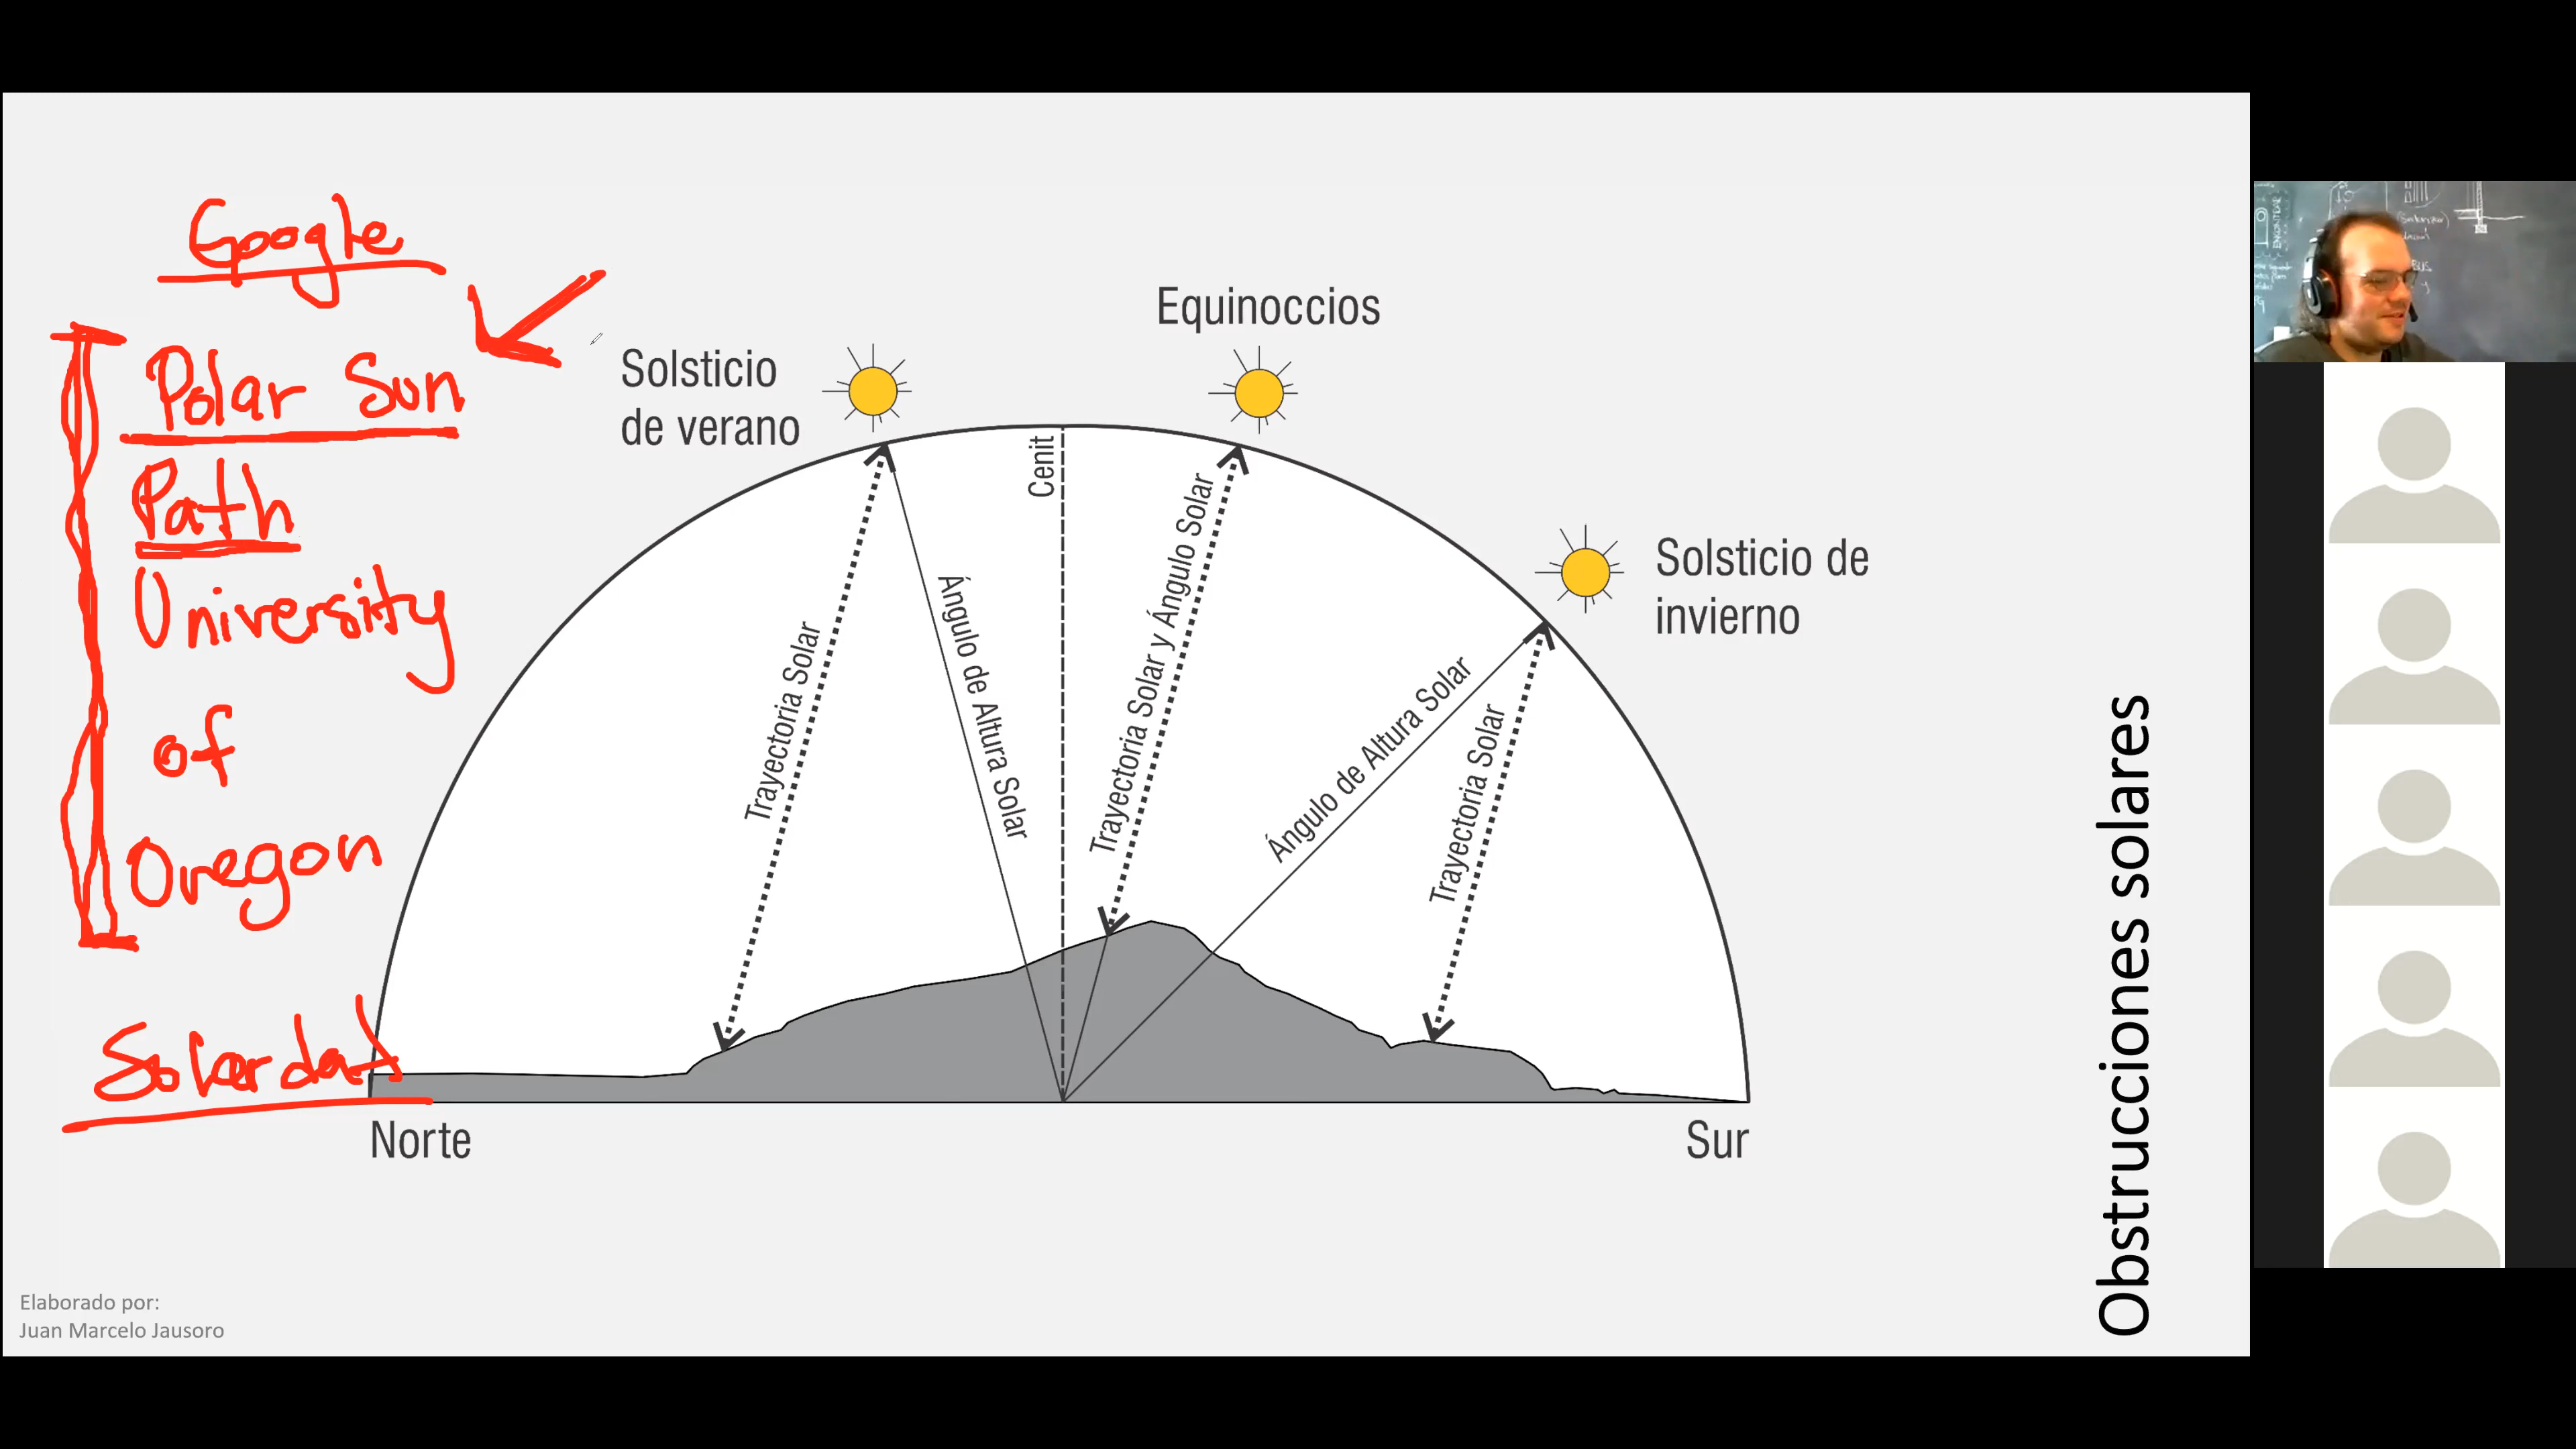 Google
Polar Sun
Path
University
of
Oregon
Solardat
Equinoccios
Solsticio
de verano
Cenit
Solsticio de
invierno
Trayectoria Solar
Ángulo de Altura Solar
Trayectoria Solar y Ángulo Solar
Ángulo de Altura Solar
Trayectoria Solar
Norte
Sur
Obstrucciones solares
Elaborado por:
Juan Marcelo Jausoro